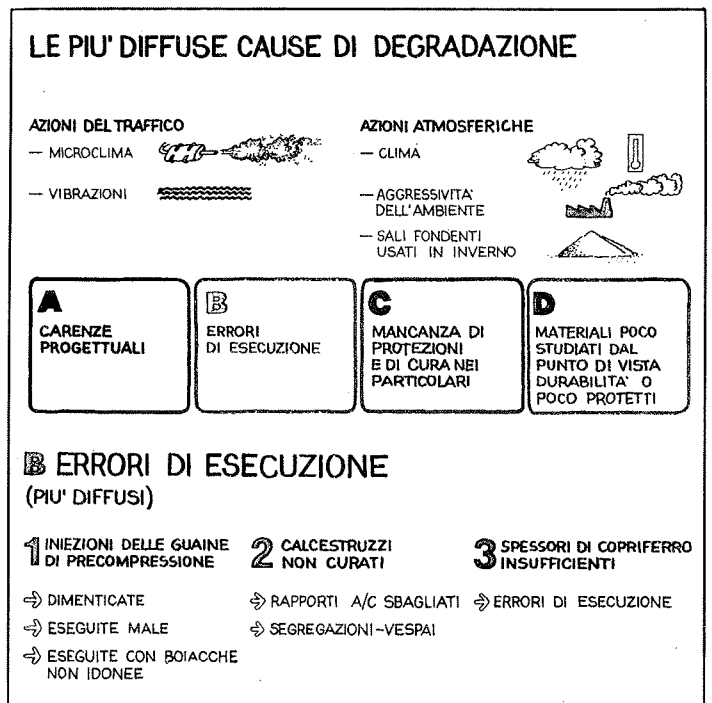 LE PIU' DIFFUSE CAUSE DI DEGRADAZIONE
AZIONI DEL TRAFFICO
— MICROCLIMA
— VIBRAZIONI
AZIONI ATMOSFERICHE
— CLIMA
— AGGRESSIVITA'
DELL'AMBIENTE
— SALI FONDENTI
USATI IN INVERNO
A
CARENZE
PROGETTUALI
B
ERRORI
DI ESECUZIONE
C
MANCANZA DI
PROTEZIONI
E DI CURA NEI
PARTICOLARI
D
MATERIALI POCO
STUDIATI DAL
PUNTO DI VISTA
DURABILITA' O
POCO PROTETTI
B ERRORI DI ESECUZIONE
(PIU' DIFFUSI)
1 INIEZIONI DELLE GUAINE
DI PRECOMPRESSIONE
⇒ DIMENTICATE
⇒ ESEGUITE MALE
⇒ ESEGUITE CON BOIACCHE
NON IDONEE
2 CALCESTRUZZI
NON CURATI
⇒ RAPPORTI A/C SBAGLIATI
⇒ SEGREGAZIONI-VESPAI
3 SPESSORI DI COPRIFERRO
INSUFFICIENTI
⇒ ERRORI DI ESECUZIONE